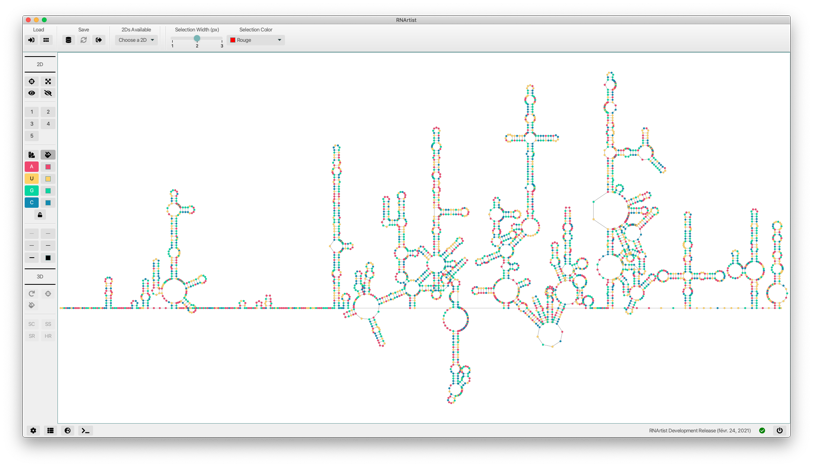 RNArtist
Load
Save
2Ds Available
Selection Width (px)
Selection Color
Choose a 2D
1 2 3
Rouge
2D
1 2
3 4
5
A
U
G
C
3D
RNArtist Development Release (févr. 24, 2021)